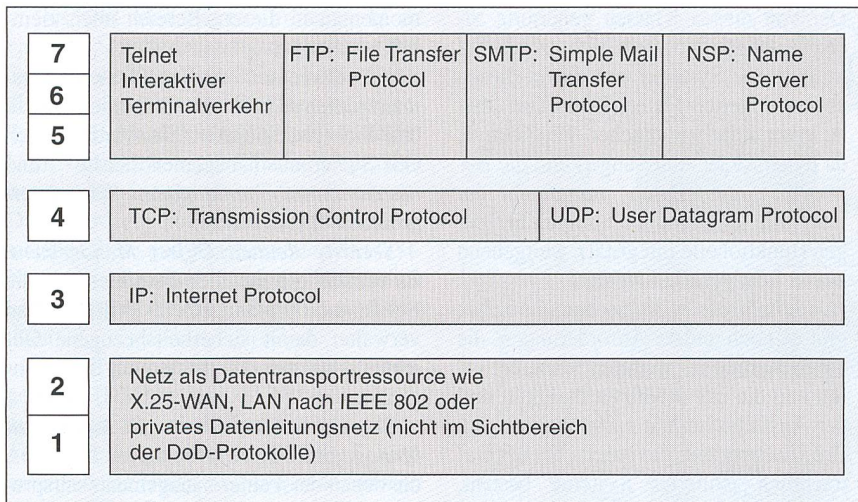 7
6
5
Telnet
Interaktiver
Terminalverkehr
FTP: File Transfer
Protocol
SMTP: Simple Mail
Transfer
Protocol
NSP: Name
Server
Protocol
4
TCP: Transmission Control Protocol
UDP: User Datagram Protocol
3
IP: Internet Protocol
2
1
Netz als Datentransportressource wie
X.25-WAN, LAN nach IEEE 802 oder
privates Datenleitungsnetz (nicht im Sichtbereich
der DoD-Protokolle)